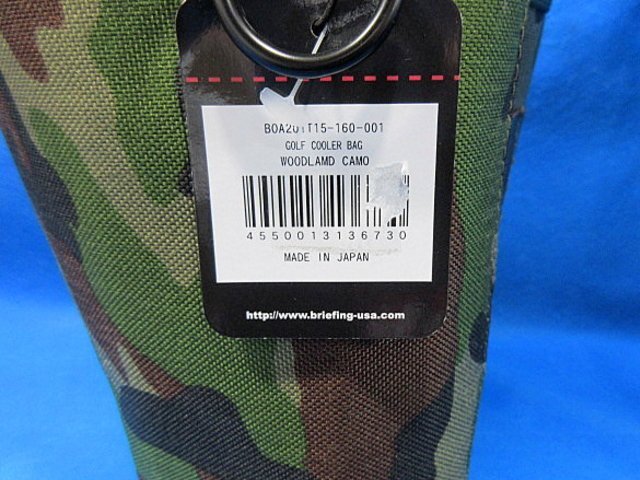 BOA201T15-160-001
GOLF COOLER BAG
WOODLAMD CAMO
4550013136730
MADE IN JAPAN
http://www.briefing-usa.com/